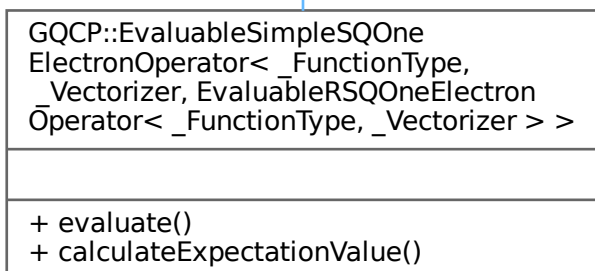 GQCP::EvaluableSimpleSQOne
ElectronOperator< _FunctionType,
_Vectorizer, EvaluableRSQOneElectron
Operator< _FunctionType, _Vectorizer > >
+ evaluate()
+ calculateExpectationValue()